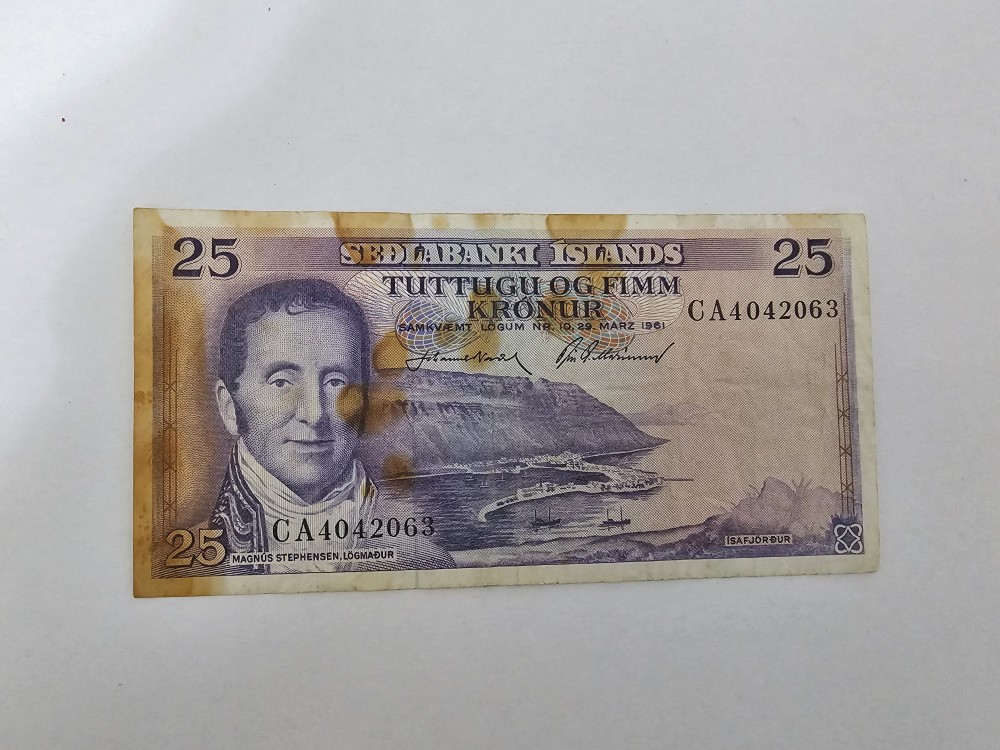 25 SEÐLABANKI ÍSLANDS 25
TUTTUGU OG FIMM
KRÓNUR
CA4042063
SAMKVÆMT LÖGUM NR. 10, 29. MARZ 1961
CA4042063
25
MAGNÚS STEPHENSEN, LÖGMAÐUR
ÍSAFJÖRÐUR